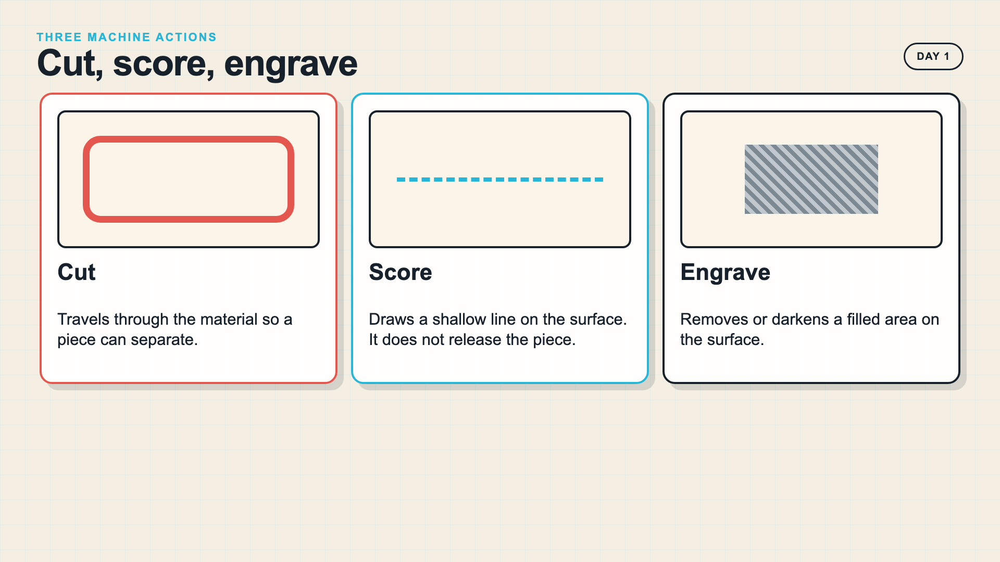 THREE MACHINE ACTIONS
Cut, score, engrave
DAY 1
Cut
Travels through the material so a
piece can separate.
Score
Draws a shallow line on the surface.
It does not release the piece.
Engrave
Removes or darkens a filled area on
the surface.